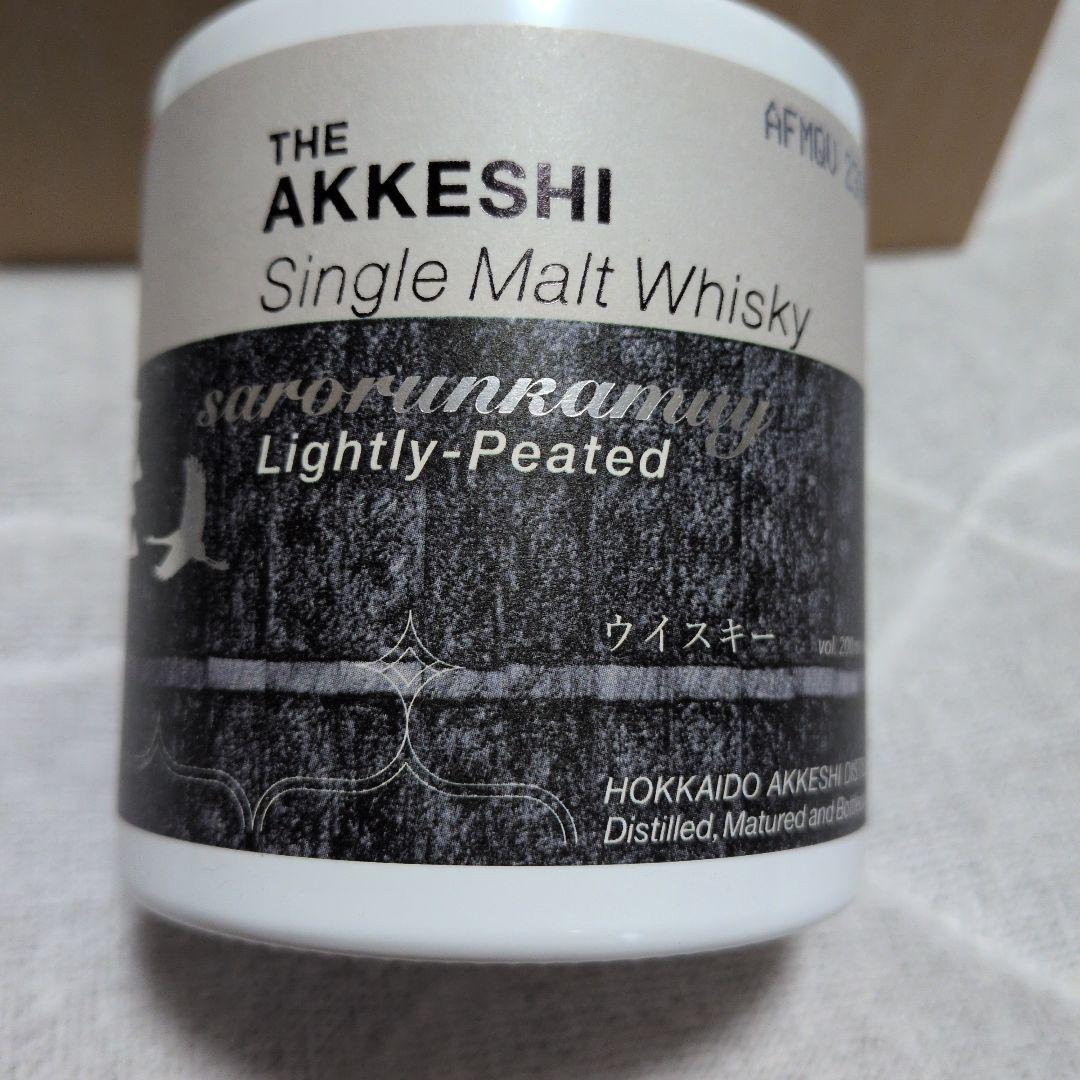 THE
AKKESHI
AFMQU
Single Malt Whisky
sarorunkamuy
Lightly-Peated
ウイスキー
vol.
HOKKAIDO AKKESHI
Distilled, Matured and